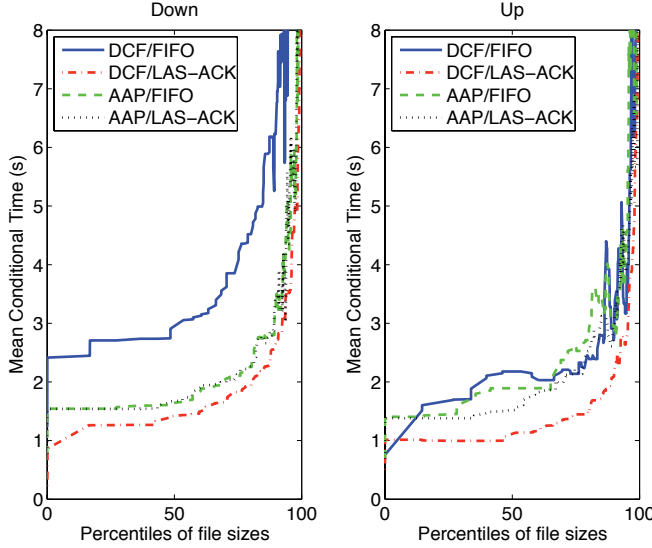 Down
Mean Conditional Time (s)
8
7
6
5
4
3
2
1
0
DCF/FIFO
DCF/LAS-ACK
AAP/FIFO
AAP/LAS-ACK
0
50
100
Percentiles of file sizes
Up
Mean Conditional Time (s)
8
7
6
5
4
3
2
1
0
DCF/FIFO
DCF/LAS-ACK
AAP/FIFO
AAP/LAS-ACK
0
50
100
Percentiles of file sizes